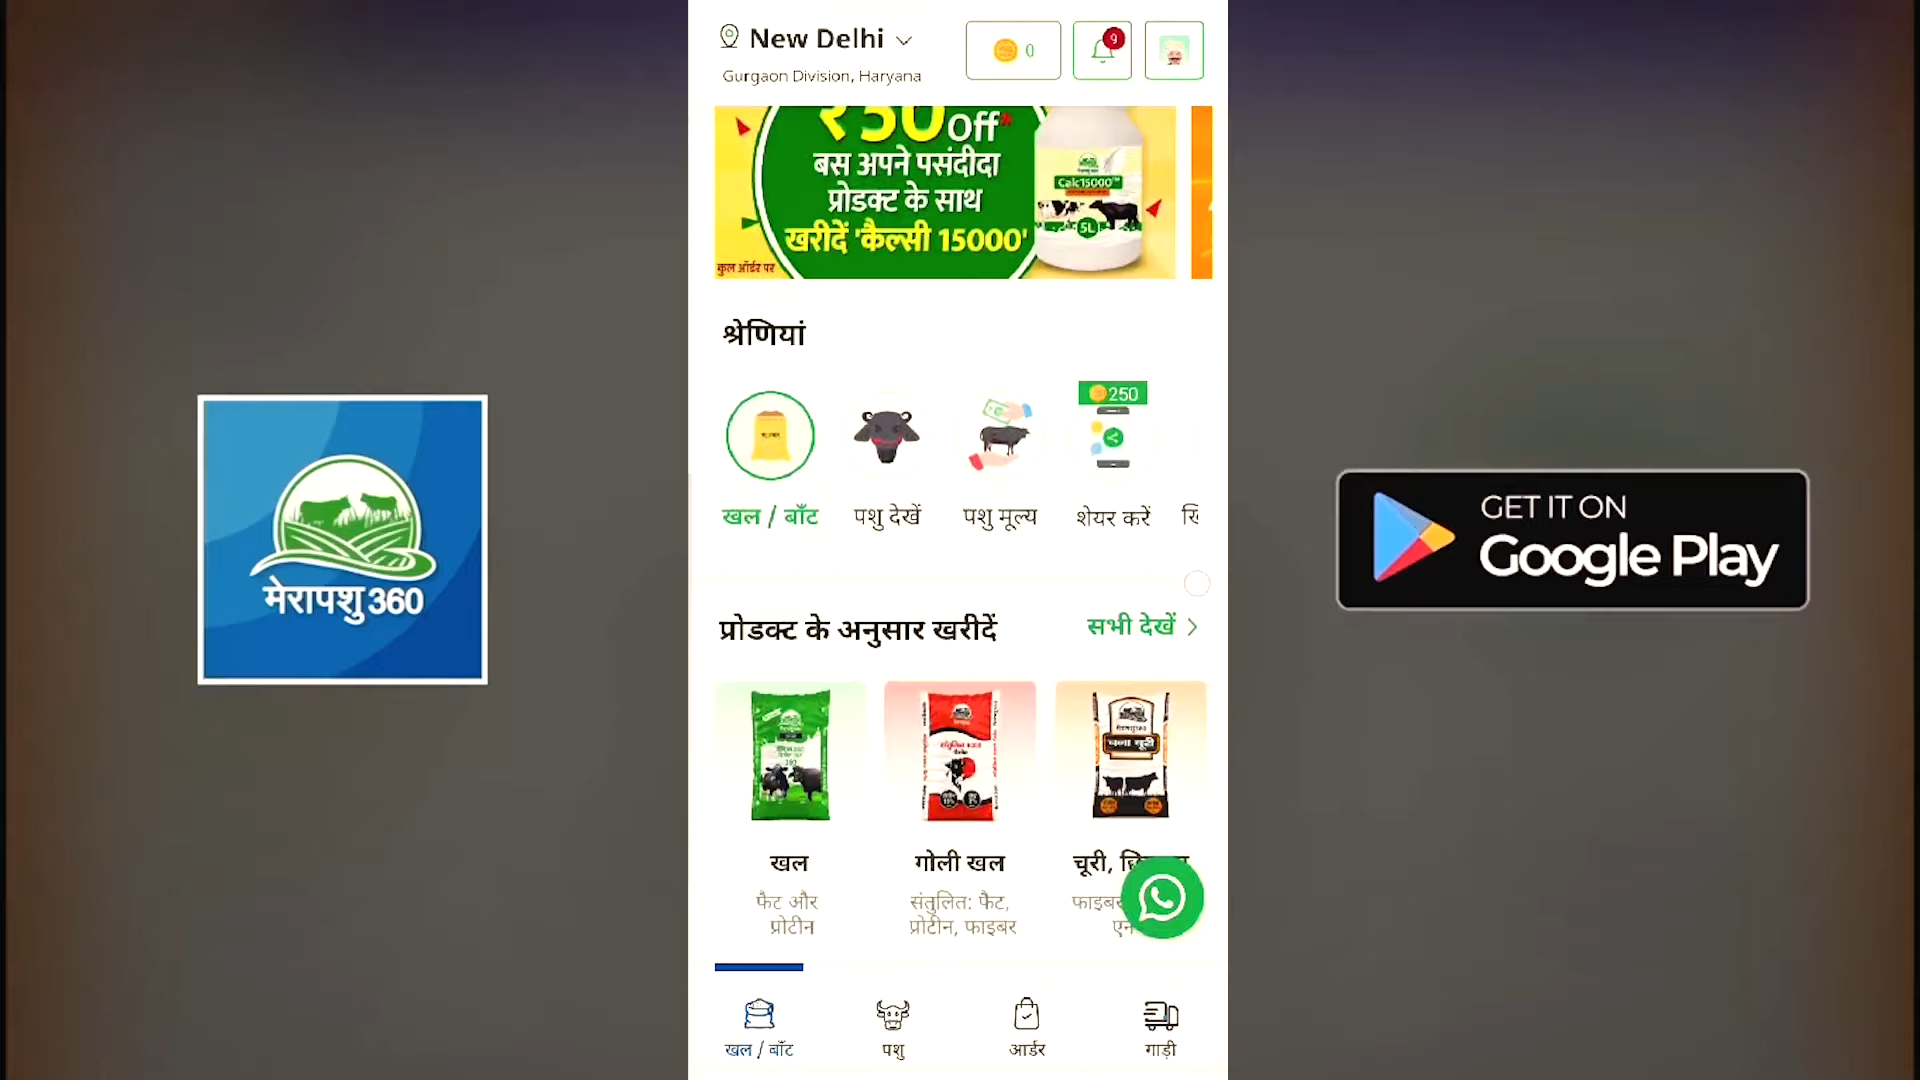 New Delhi
Gurgaon Division, Haryana
0
9
₹50 Off*
बस अपने पसंदीदा
प्रोडक्ट के साथ
खरीदें 'कैल्सी 15000'
कुल ऑर्डर पर
Calc15000™
5L
श्रेणियां
250
खल / बाँट
पशु देखें
पशु मूल्य
शेयर करें
मेरापशु360
GET IT ON
Google Play
प्रोडक्ट के अनुसार खरीदें
सभी देखें
खल
फैट और
प्रोटीन
गोली खल
संतुलित: फैट,
प्रोटीन, फाइबर
चूरी,
फाइबर
खल / बाँट
पशु
आर्डर
गाड़ी